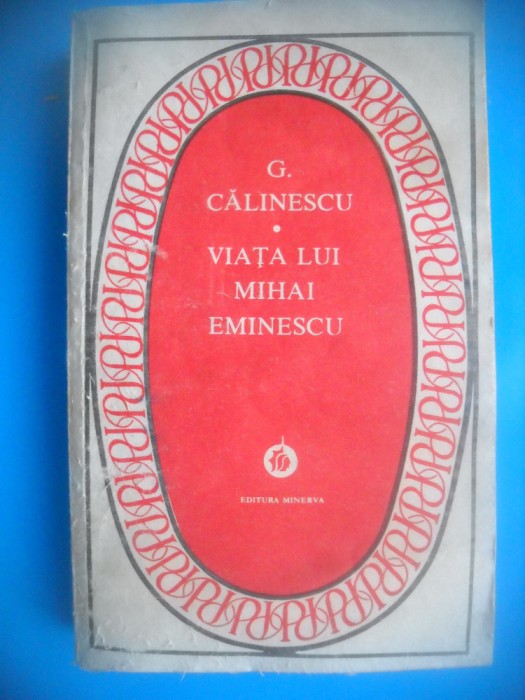 G.
CĂLINESCU
•
VIAȚA LUI
MIHAI
EMINESCU
EDITURA MINERVA